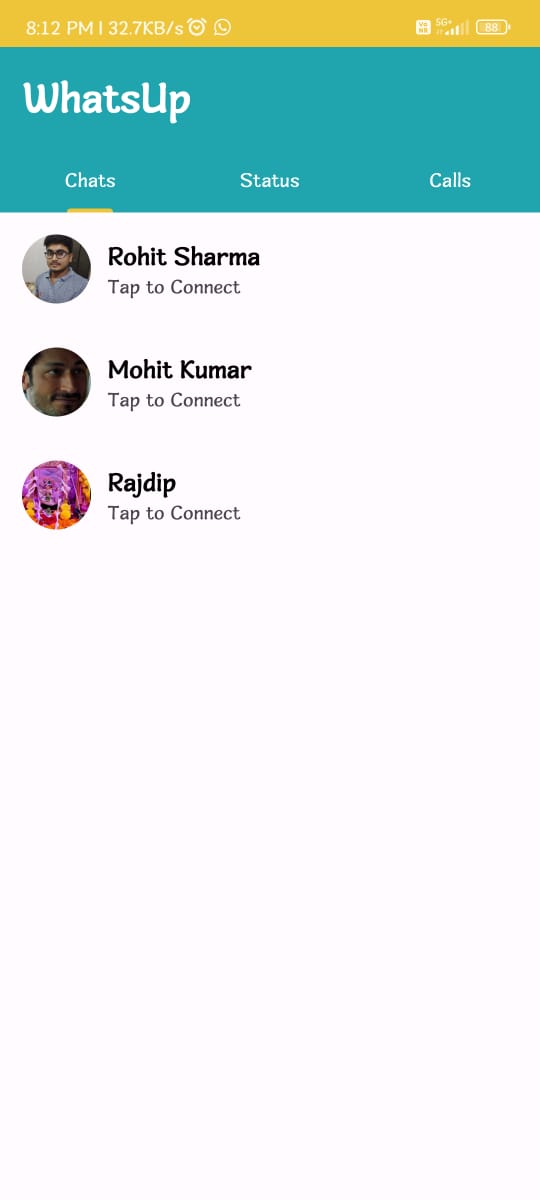 8:12 PM | 32.7KB/s 5G+ 88
WhatsUp
Chats Status Calls
Rohit Sharma
Tap to Connect
Mohit Kumar
Tap to Connect
Rajdip
Tap to Connect